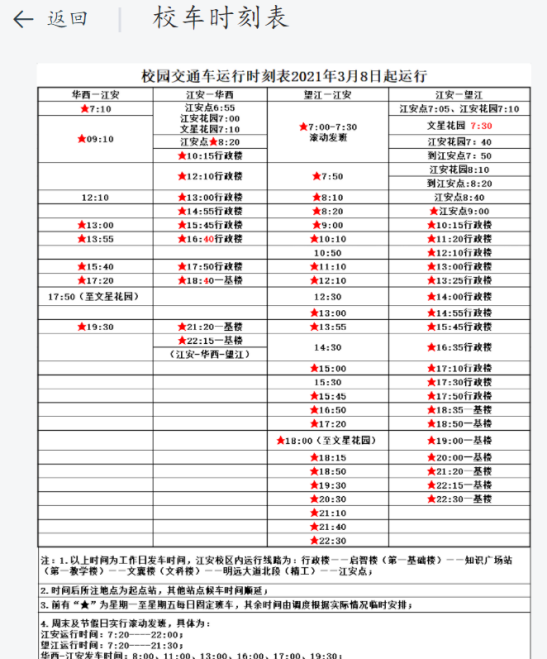 ← 返回 校车时刻表
校园交通车运行时刻表2021年3月8日起运行
华西－江安 江安－华西 望江－江安 江安－望江
★7:10 江安点6:55 江安花园7:00 文星花园7:10 ★7:00-7:30 滚动发班 江安点7:05、江安花园7:10
★09:10 江安点★8:20 文星花园 7:30
★10:15行政楼 江安花园7：40
到江安点7：50
★12:10行政楼 ★7:50 江安花园8:10
到江安点:8:20
12:10 ★13:00行政楼 ★8:10 江安点8:40
★14:55行政楼 ★8:20 ★江安点9:00
★13:00 ★15:45行政楼 ★9:00 ★10:15行政楼
★13:55 ★16:40行政楼 ★10:10 ★11:20行政楼
10:50 ★12:10行政楼
★15:40 ★17:50行政楼 ★11:10 ★13:00行政楼
★17:20 ★18:40一基楼 ★12:10 ★13:25行政楼
17:50（至文星花园） 12:30 ★14:00行政楼
★13:00 ★14:55行政楼
★19:30 ★21:20一基楼 ★13:55 ★15:45行政楼
★22:15一基楼 14:30 ★16:35行政楼
（江安-华西-望江）
★15:00 ★17:10行政楼
15:30 ★17:30行政楼
★15:45 ★17:50行政楼
★16:50 ★18:35一基楼
★17:20 ★18:50一基楼
★18:00（至文星花园） ★19:00一基楼
★18:15 ★20:00一基楼
★18:50 ★21:20一基楼
★19:30 ★22:15一基楼
★20:30 ★22:30一基楼
★21:10
★21:40
★22:30
注：1.以上时间为工作日发车时间，江安校区内运行线路为：行政楼——启智楼（第一基础楼）——知识广场站
（第一教学楼）——文翼楼（文科楼）——明远大道北段（精工）——江安点；
2.时间后所注地点为起点站，其他站点候车时间顺延；
3.前有“★”为星期一至星期五每日固定班车，其余时间由调度根据实际情况临时安排；
4.周末及节假日实行滚动发班，具体为：
江安运行时间：7:20----22:00；
望江运行时间：7:20----21:30；
华西－江安发车时间：8:00、11:00、13:00、16:00、17:00、19:30；